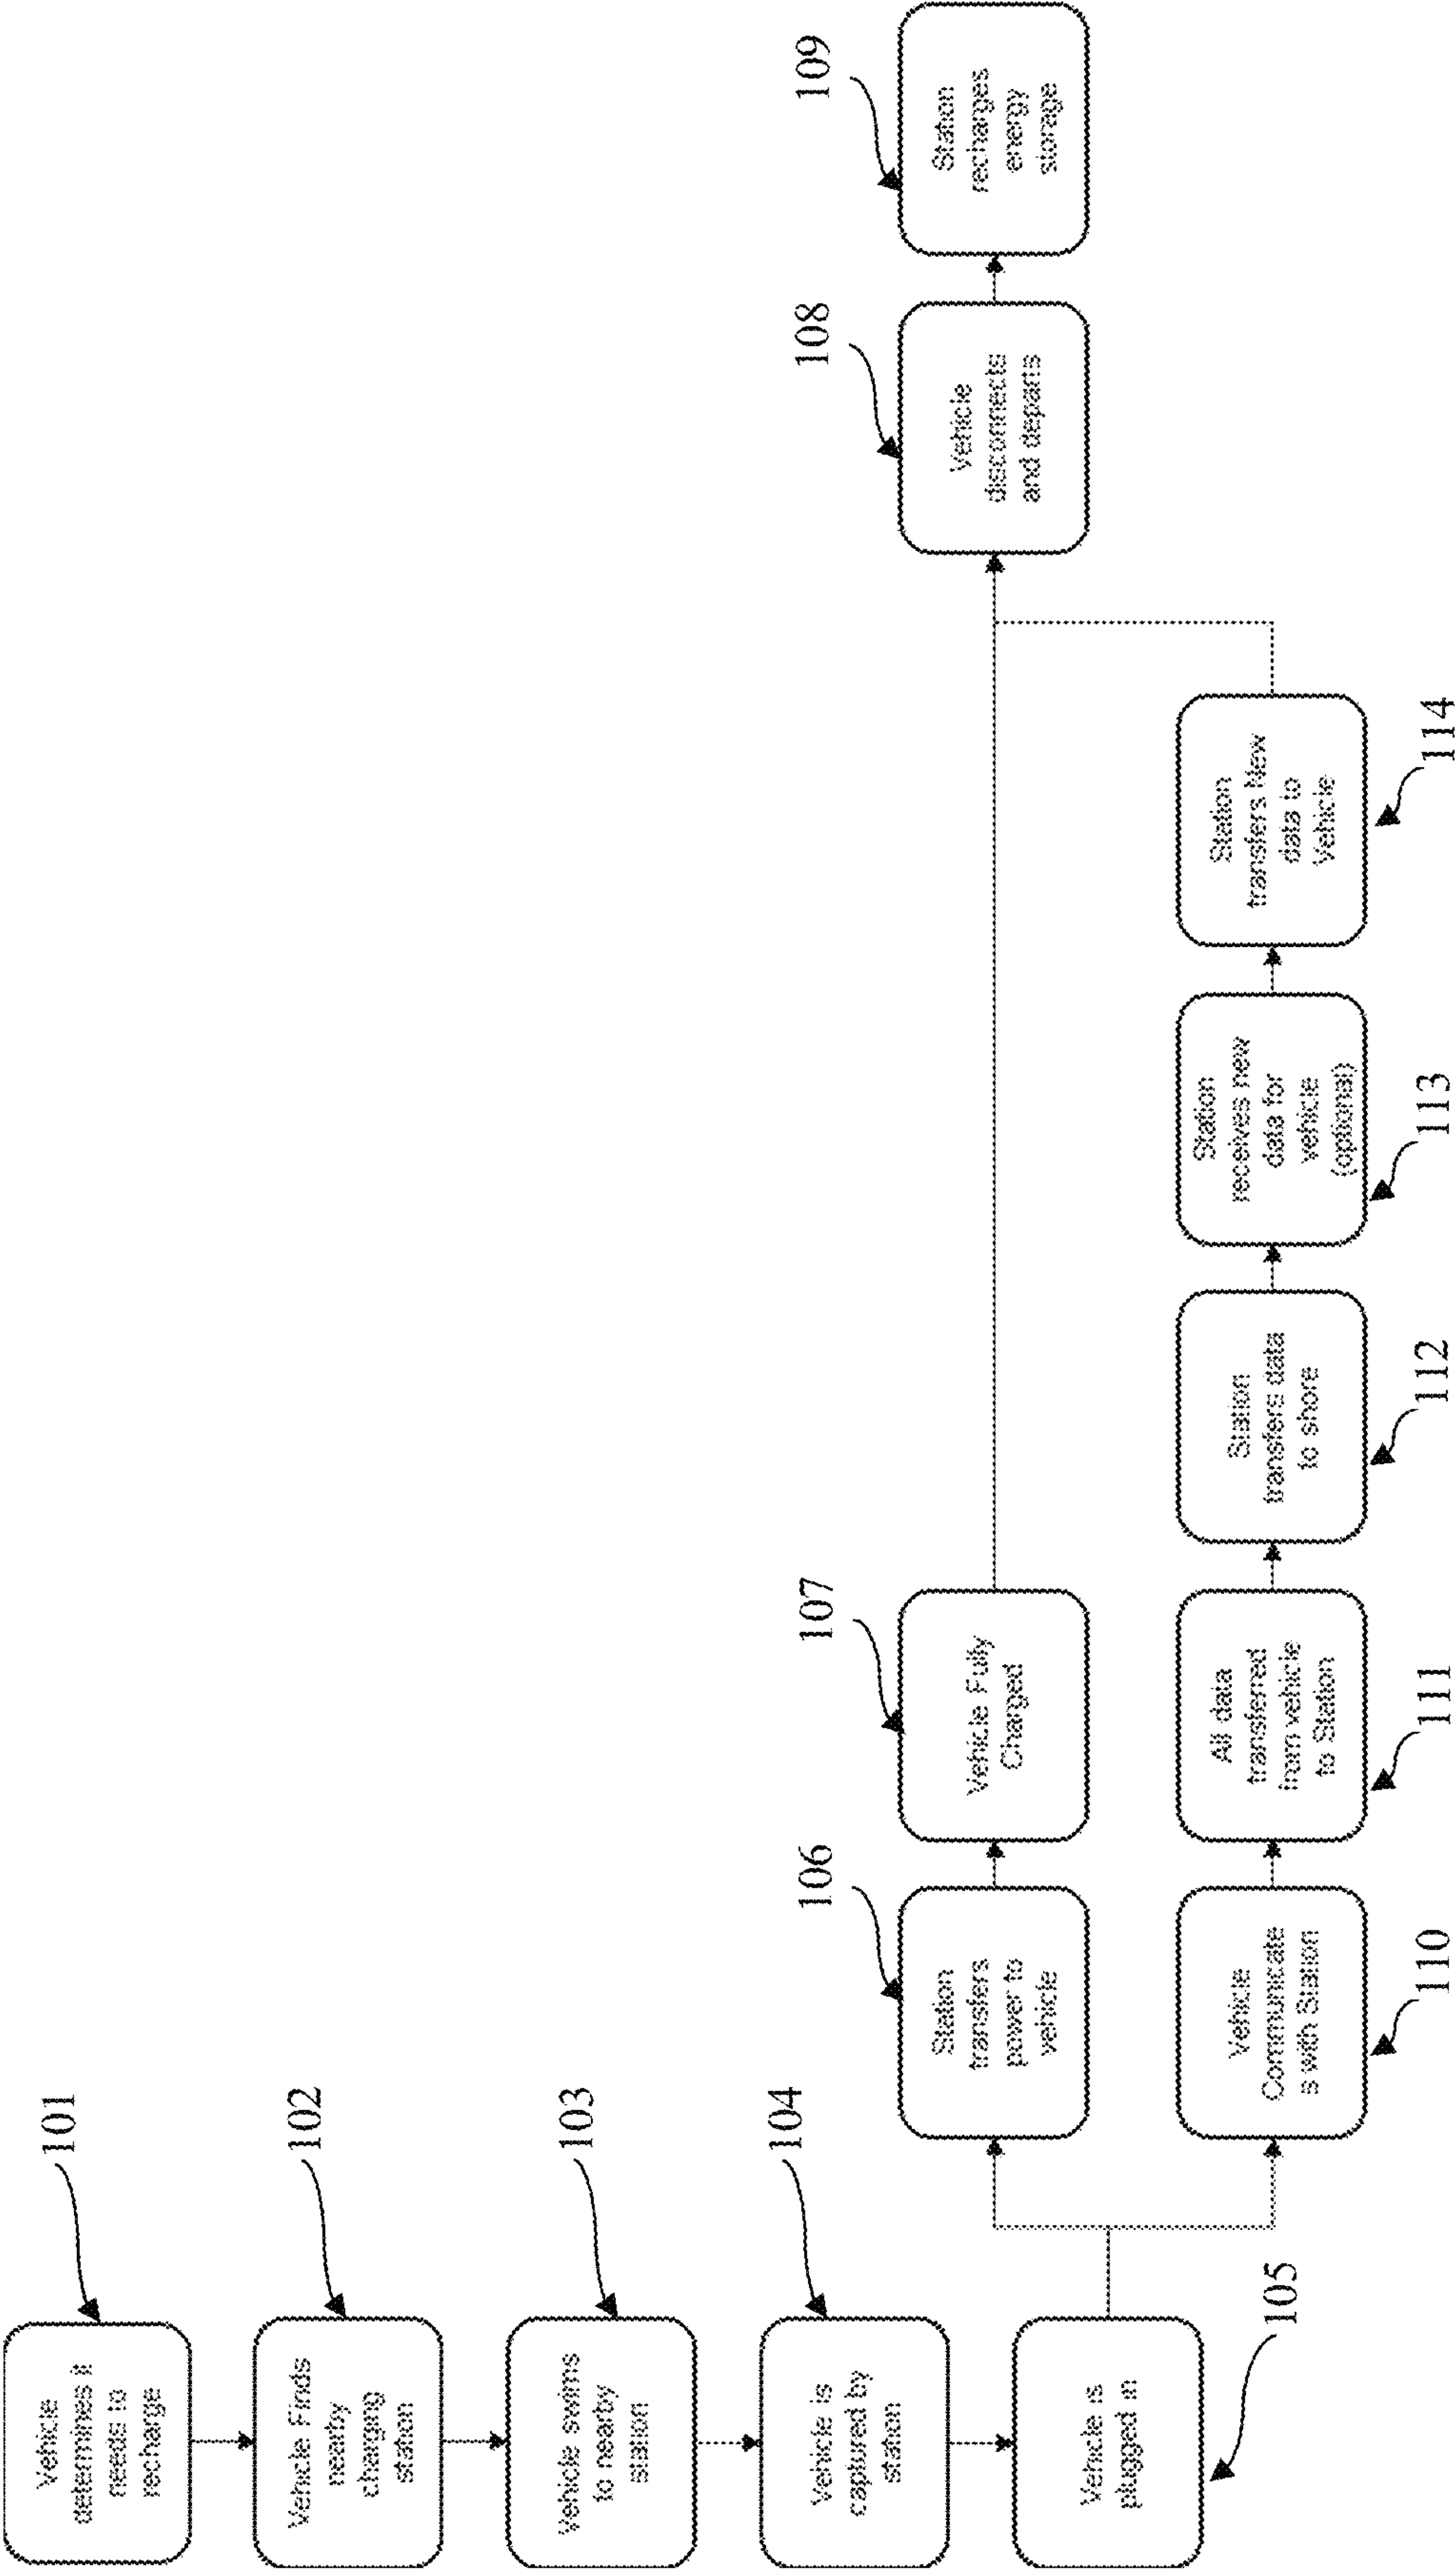 101
Vehicle
determines it
needs to
recharge
102
Vehicle Finds
nearby
charging
station
103
Vehicle swims
to nearby
station
104
Vehicle is
captured by
station
105
Vehicle is
plugged in
106
Station
transfers
power to
vehicle
107
Vehicle Fully
Charged
108
Vehicle
disconnects
and departs
109
Station
recharges
energy
storage
110
Vehicle
Communicate
s with Station
111
All data
transferred
from vehicle
to Station
112
Station
transfers data
to shore
113
Station
receives new
data for
vehicle
(optional)
114
Station
transfers New
data to
Vehicle